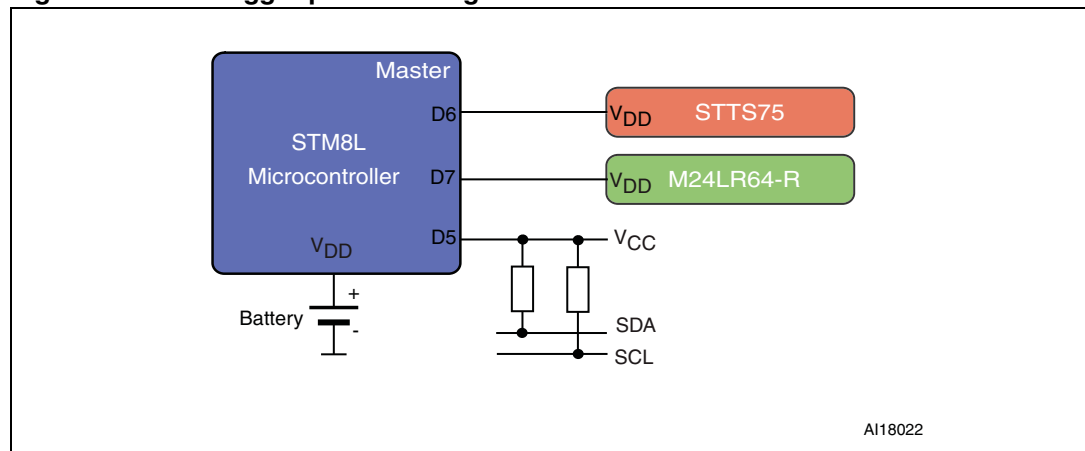 Master
D6
VDD
STTS75
STM8L
Microcontroller
D7
VDD
M24LR64-R
D5
VCC
VDD
+
Battery
-
SDA
SCL
AI18022